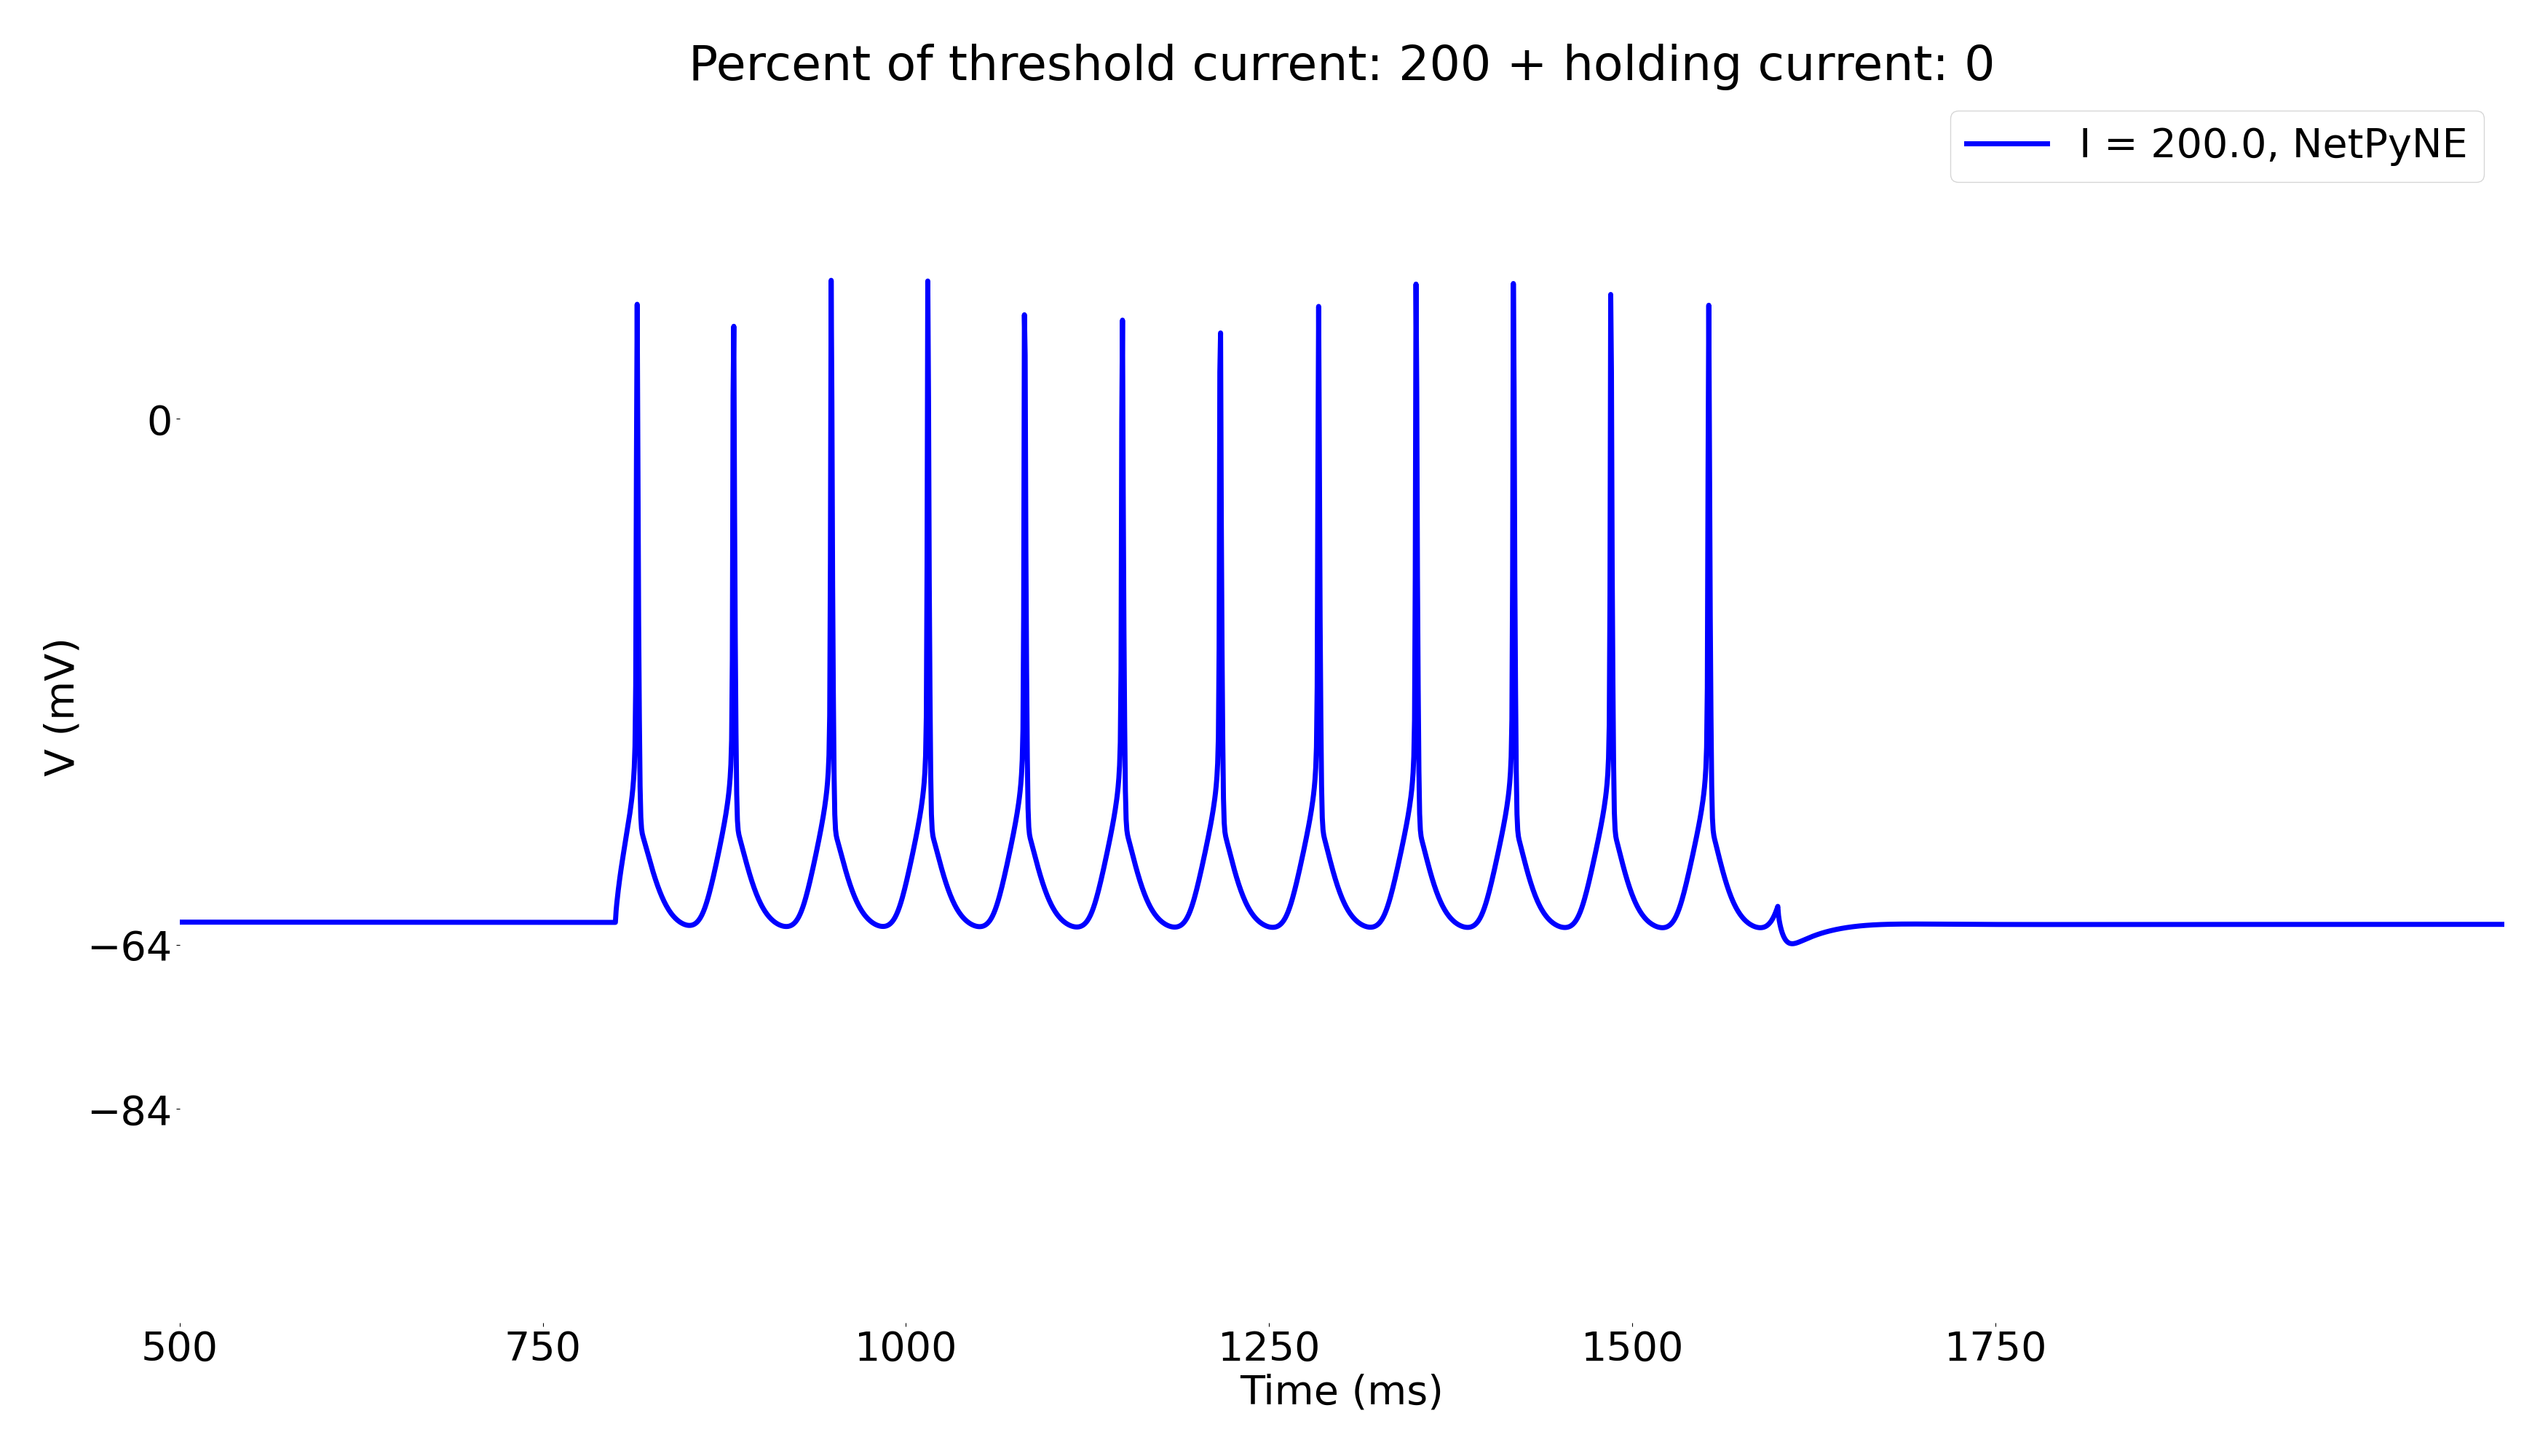 Percent of threshold current: 200 + holding current: 0
I = 200.0, NetPyNE
0
−64
−84
V (mV)
500 750 1000 1250 1500 1750
Time (ms)